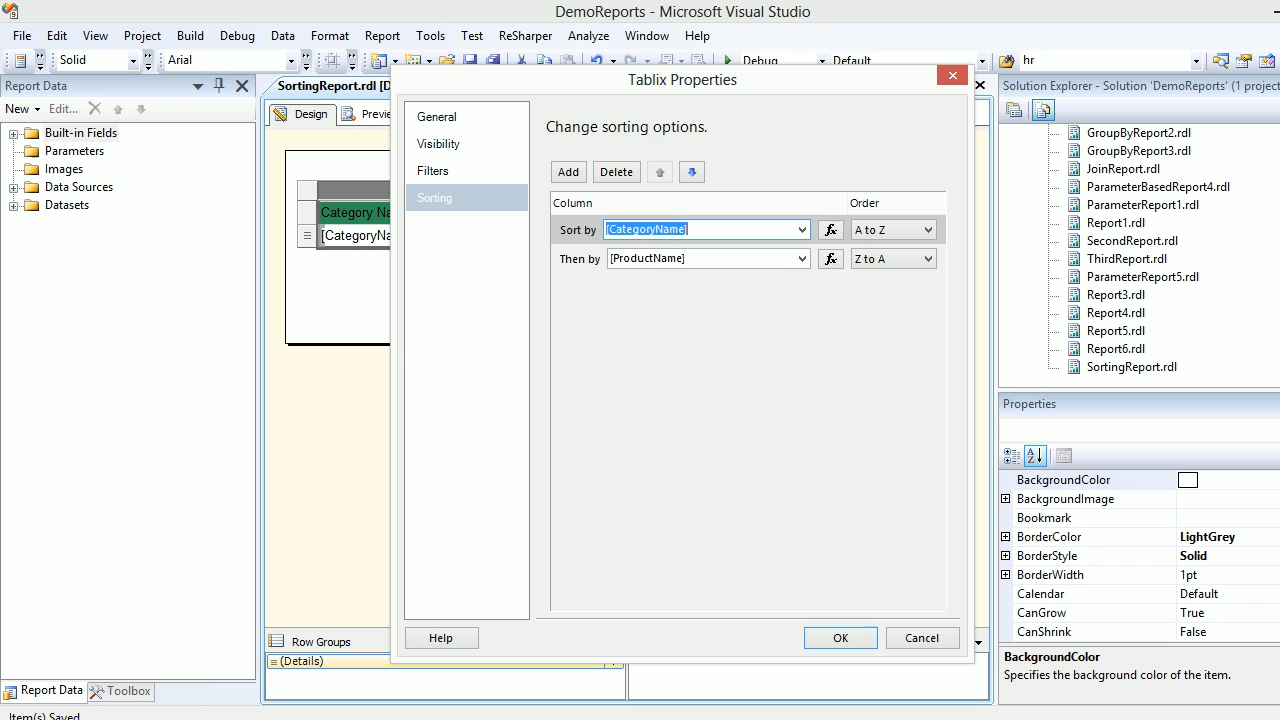 DemoReports - Microsoft Visual Studio
File Edit View Project Build Debug Data Format Report Tools Test ReSharper Analyze Window Help
Solid Arial Debug Default hr
Report Data
New Edit...
Built-in Fields
Parameters
Images
Data Sources
Datasets
Report Data Toolbox
Item(s) Saved
SortingReport.rdl [D
Design Previe
Category Na
[CategoryNa
Row Groups
(Details)
Tablix Properties
General
Visibility
Filters
Sorting
Change sorting options.
Add Delete
Column Order
Sort by [CategoryName] fx A to Z
Then by [ProductName] fx Z to A
Help OK Cancel
Solution Explorer - Solution 'DemoReports' (1 project
GroupByReport2.rdl
GroupByReport3.rdl
JoinReport.rdl
ParameterBasedReport4.rdl
ParameterReport1.rdl
Report1.rdl
SecondReport.rdl
ThirdReport.rdl
ParameterReport5.rdl
Report3.rdl
Report4.rdl
Report5.rdl
Report6.rdl
SortingReport.rdl
Properties
BackgroundColor
BackgroundImage
Bookmark
BorderColor LightGrey
BorderStyle Solid
BorderWidth 1pt
Calendar Default
CanGrow True
CanShrink False
BackgroundColor
Specifies the background color of the item.